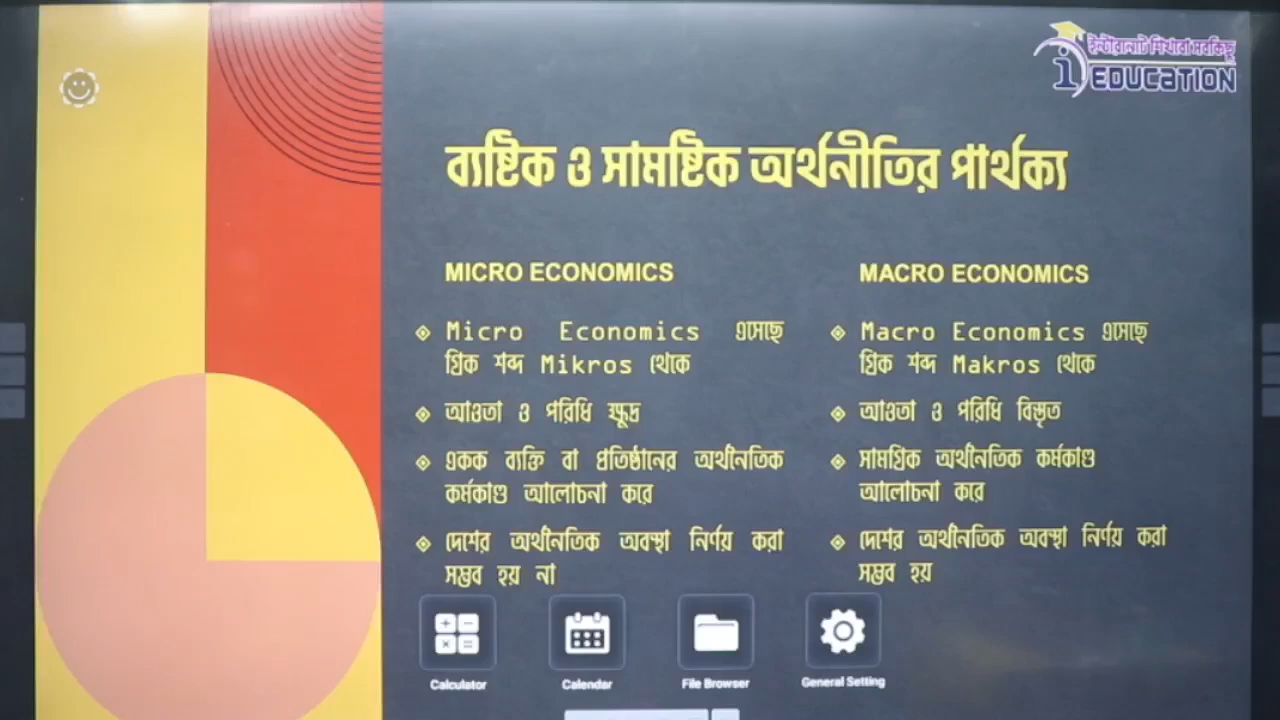 ইন্টারনেট শিখাবো সবকিছু
i EDUCATION
ব্যষ্টিক ও সামষ্টিক অর্থনীতির পার্থক্য
MICRO ECONOMICS
Micro Economics এসেছে
গ্রিক শব্দ Mikros থেকে
আওতা ও পরিধি ক্ষুদ্র
একক ব্যক্তি বা প্রতিষ্ঠানের অর্থনৈতিক
কর্মকাণ্ড আলোচনা করে
দেশের অর্থনৈতিক অবস্থা নির্ণয় করা
সম্ভব হয় না
MACRO ECONOMICS
Macro Economics এসেছে
গ্রিক শব্দ Makros থেকে
আওতা ও পরিধি বিস্তৃত
সামগ্রিক অর্থনৈতিক কর্মকাণ্ড
আলোচনা করে
দেশের অর্থনৈতিক অবস্থা নির্ণয় করা
সম্ভব হয়
Calculator
Calendar
File Browser
General Setting